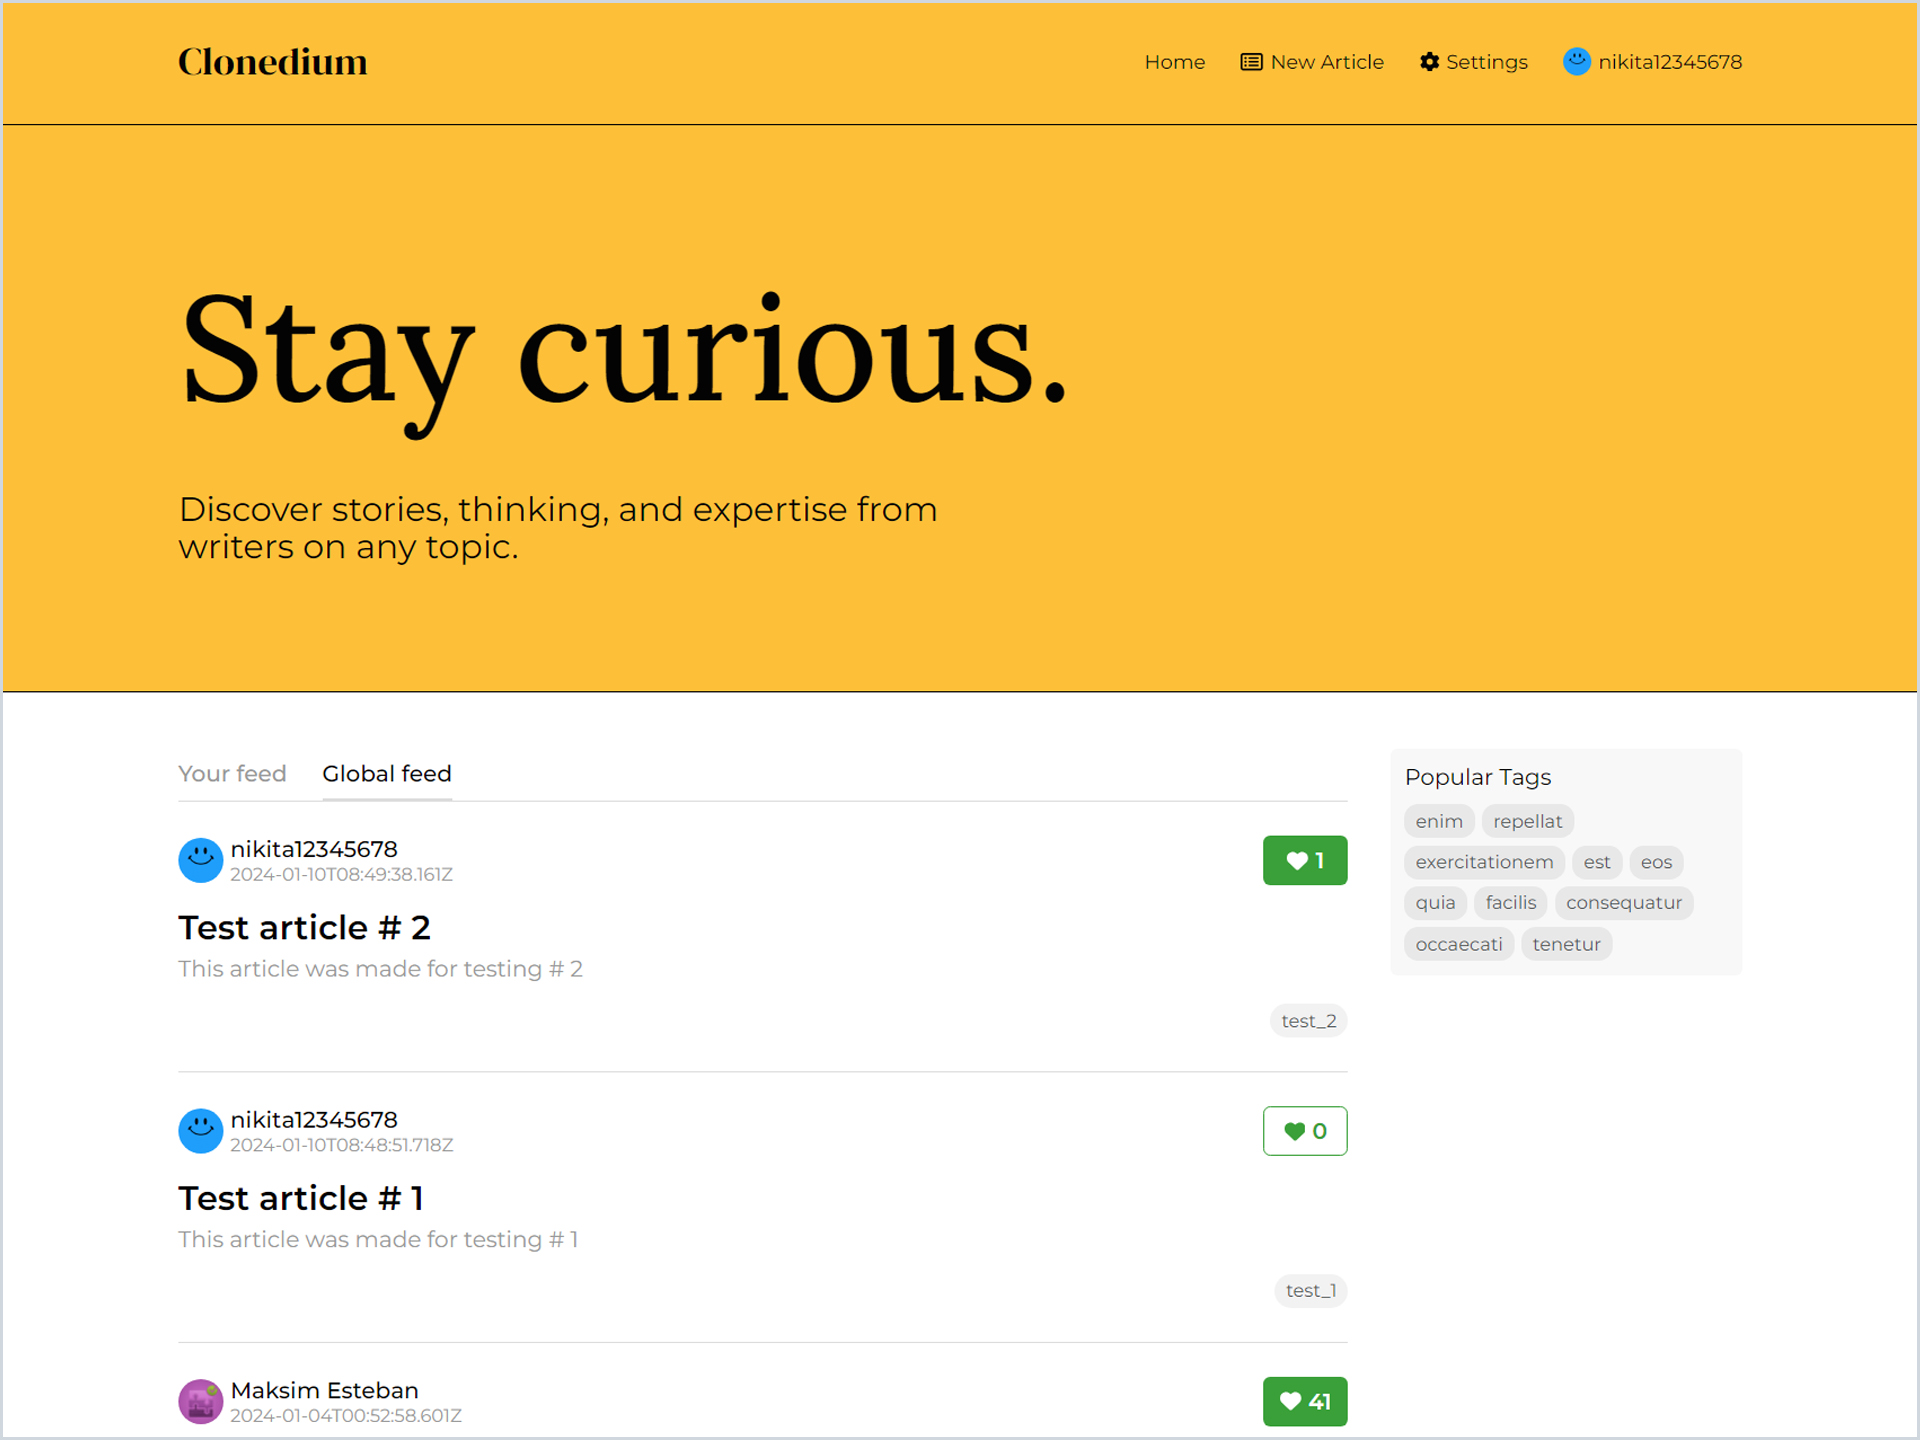 Clonedium
Home New Article Settings nikita12345678
Stay curious.
Discover stories, thinking, and expertise from
writers on any topic.
Your feed Global feed
nikita12345678
2024-01-10T08:49:38.161Z
1
Test article # 2
This article was made for testing # 2
test_2
nikita12345678
2024-01-10T08:48:51.718Z
0
Test article # 1
This article was made for testing # 1
test_1
Maksim Esteban
2024-01-04T00:52:58.601Z
41
Popular Tags
enim repellat
exercitationem est eos
quia facilis consequatur
occaecati tenetur